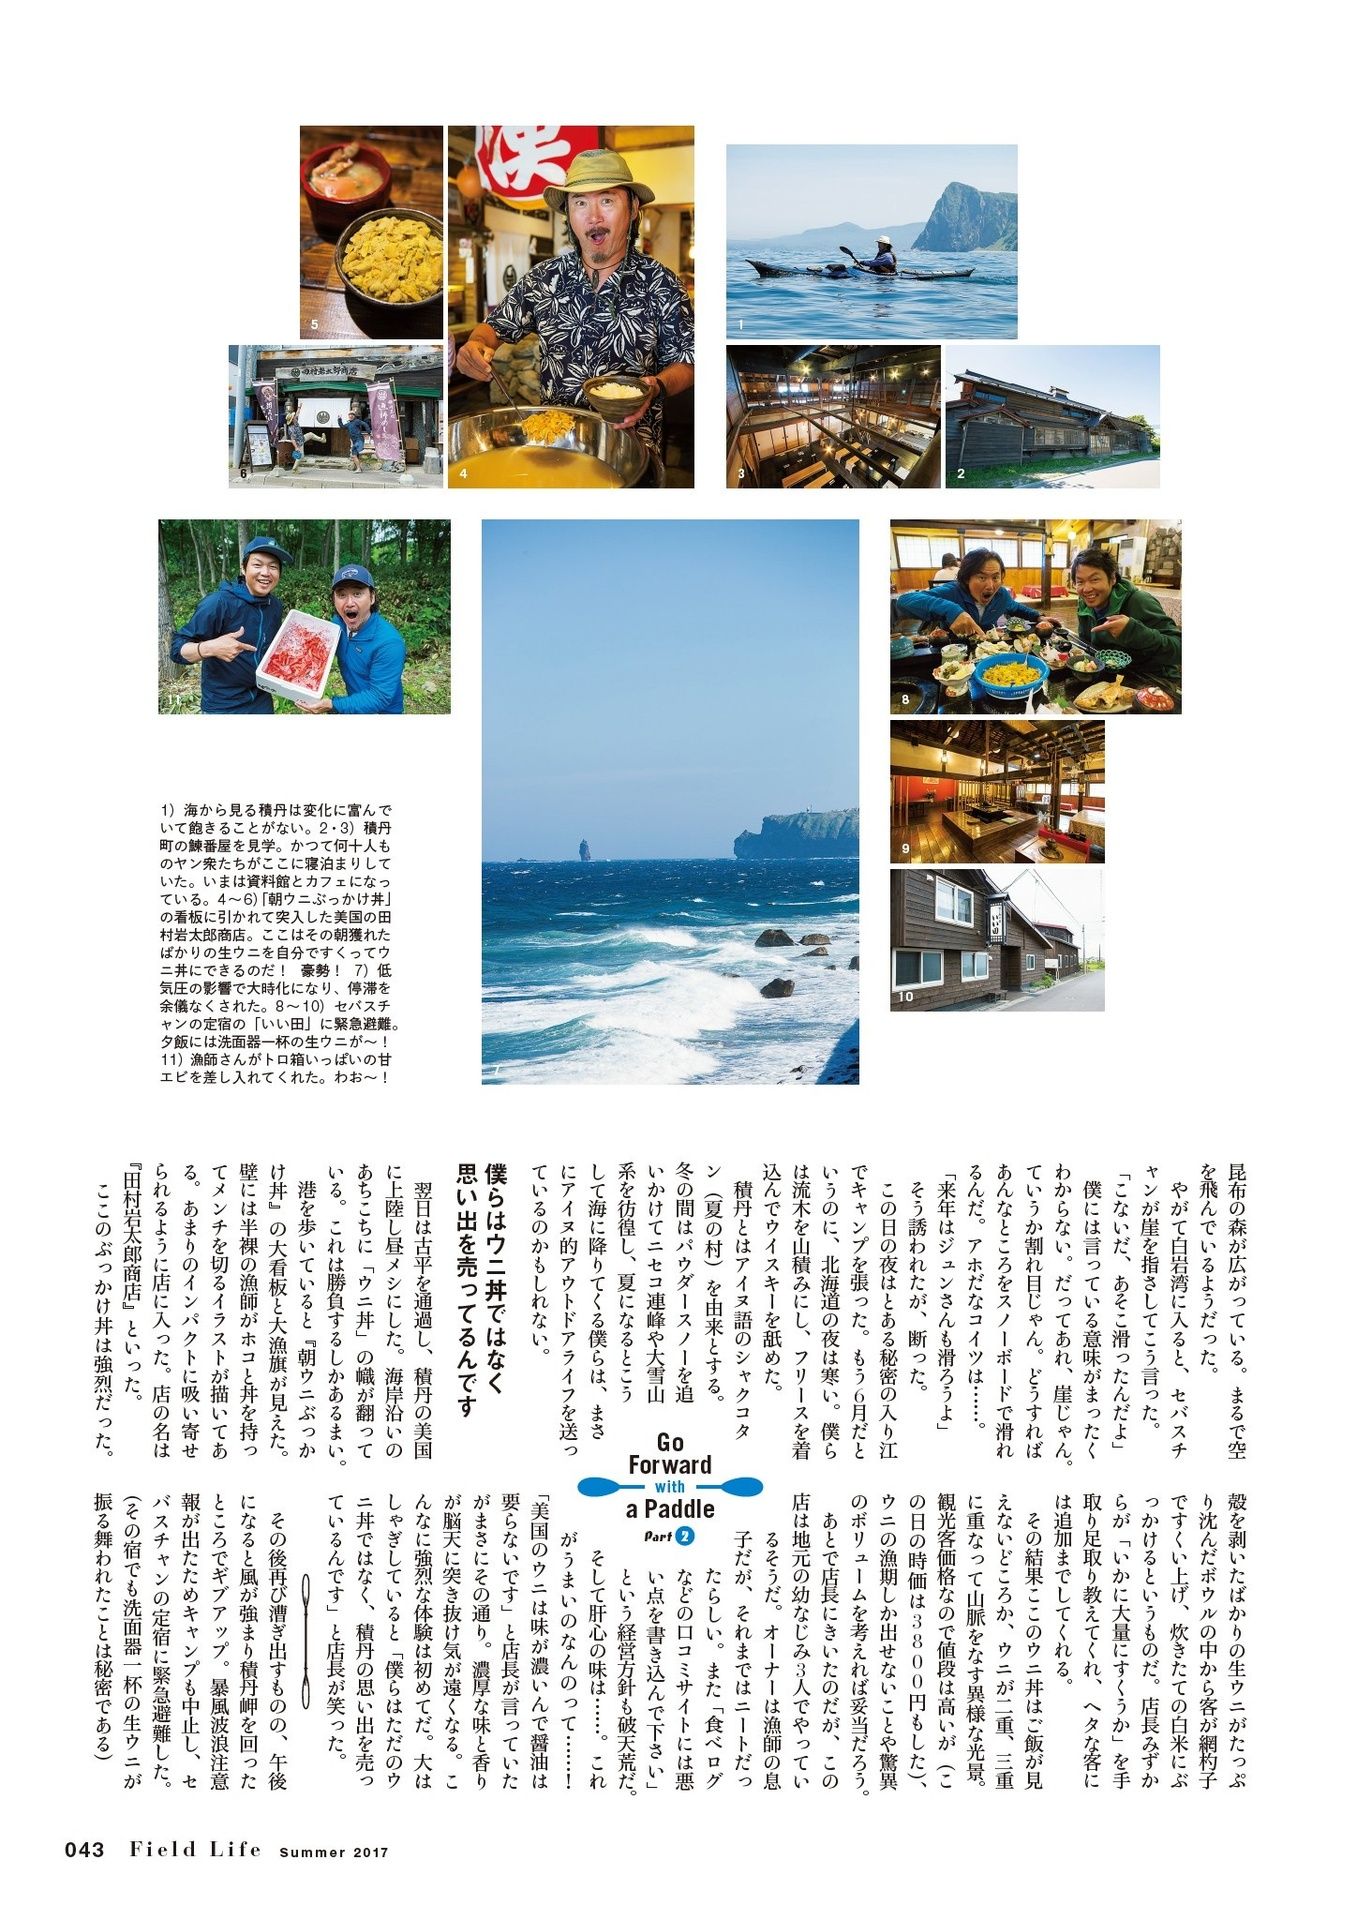 漢
5
4
1
田村岩太郎商店
6
3
2
11
7
8
9
いい田
10
1）海から見る積丹は変化に富んで
いて飽きることがない。2・3）積丹
町の鰊番屋を見学。かつて何十人も
のヤン衆たちがここに寝泊まりして
いた。いまは資料館とカフェになっ
ている。4〜6）「朝ウニぶっかけ丼」
の看板に引かれて突入した美国の田
村岩太郎商店。ここはその朝獲れた
ばかりの生ウニを自分ですくってウ
ニ丼にできるのだ！　豪勢！ 7）低
気圧の影響で大時化になり、停滞を
余儀なくされた。8〜10）セバスチ
ャンの定宿の「いい田」に緊急避難。
夕飯には洗面器一杯の生ウニが〜！
11）漁師さんがトロ箱いっぱいの甘
エビを差し入れてくれた。わお〜！
昆布の森が広がっている。まるで空
を飛んでいるようだった。
やがて白岩湾に入ると、セバスチ
ャンが崖を指さしてこう言った。
「こないだ、あそこ滑ったんだよ」
僕には言っている意味がまったく
わからない。だってあれ、崖じゃん。
ていうか割れ目じゃん。どうすれば
あんなところをスノーボードで滑れ
るんだ。アホだなコイツは……。
「来年はジュンさんも滑ろうよ」
そう誘われたが、断った。
この日の夜はとある秘密の入り江
でキャンプを張った。もう6月だと
いうのに、北海道の夜は寒い。僕ら
は流木を山積みにし、フリースを着
込んでウイスキーを舐めた。
積丹とはアイヌ語のシャクコタ
ン（夏の村）を由来とする。
冬の間はパウダースノーを追
いかけてニセコ連峰や大雪山
系を彷徨し、夏になるとこう
して海に降りてくる僕らは、まさ
にアイヌ的アウトドアライフを送っ
ているのかもしれない。
僕らはウニ丼ではなく
思い出を売ってるんです
翌日は古平を通過し、積丹の美国
に上陸し昼メシにした。海岸沿いの
あちこちに「ウニ丼」の幟が翻って
いる。これは勝負するしかあるまい。
港を歩いていると『朝ウニぶっか
け丼』の大看板と大漁旗が見えた。
壁には半裸の漁師がホコと丼を持っ
てメンチを切るイラストが描いてあ
る。あまりのインパクトに吸い寄せ
られるように店に入った。店の名は
『田村岩太郎商店』といった。
ここのぶっかけ丼は強烈だった。
Go
Forward
with
a Paddle
Part 2
殻を剥いたばかりの生ウニがたっぷ
り沈んだボウルの中から客が網杓子
ですくい上げ、炊きたての白米にぶ
っかけるというものだ。店長みずか
らが「いかに大量にすくうか」を手
取り足取り教えてくれ、ヘタな客に
は追加までしてくれる。
その結果ここのウニ丼はご飯が見
えないどころか、ウニが二重、三重
に重なって山脈をなす異様な光景。
観光客価格なので値段は高いが（こ
の日の時価は3800円もした）、
ウニの漁期しか出せないことや驚異
のボリュームを考えれば妥当だろう。
あとで店長にきいたのだが、この
店は地元の幼なじみ3人でやってい
るそうだ。オーナーは漁師の息
子だが、それまではニートだっ
たらしい。また「食べログ
などの口コミサイトには悪
い点を書き込んで下さい」
という経営方針も破天荒だ。
そして肝心の味は……。これ
がうまいのなんのって……！
「美国のウニは味が濃いんで醤油は
要らないです」と店長が言っていた
がまさにその通り。濃厚な味と香り
が脳天に突き抜け気が遠くなる。こ
んなに強烈な体験は初めてだ。大は
しゃぎしていると「僕らはただのウ
ニ丼ではなく、積丹の思い出を売っ
ているんです」と店長が笑った。
その後再び漕ぎ出すものの、午後
になると風が強まり積丹岬を回った
ところでギブアップ。暴風波浪注意
報が出たためキャンプも中止し、セ
バスチャンの定宿に緊急避難した。
（その宿でも洗面器一杯の生ウニが
振る舞われたことは秘密である）
043 Field Life Summer 2017